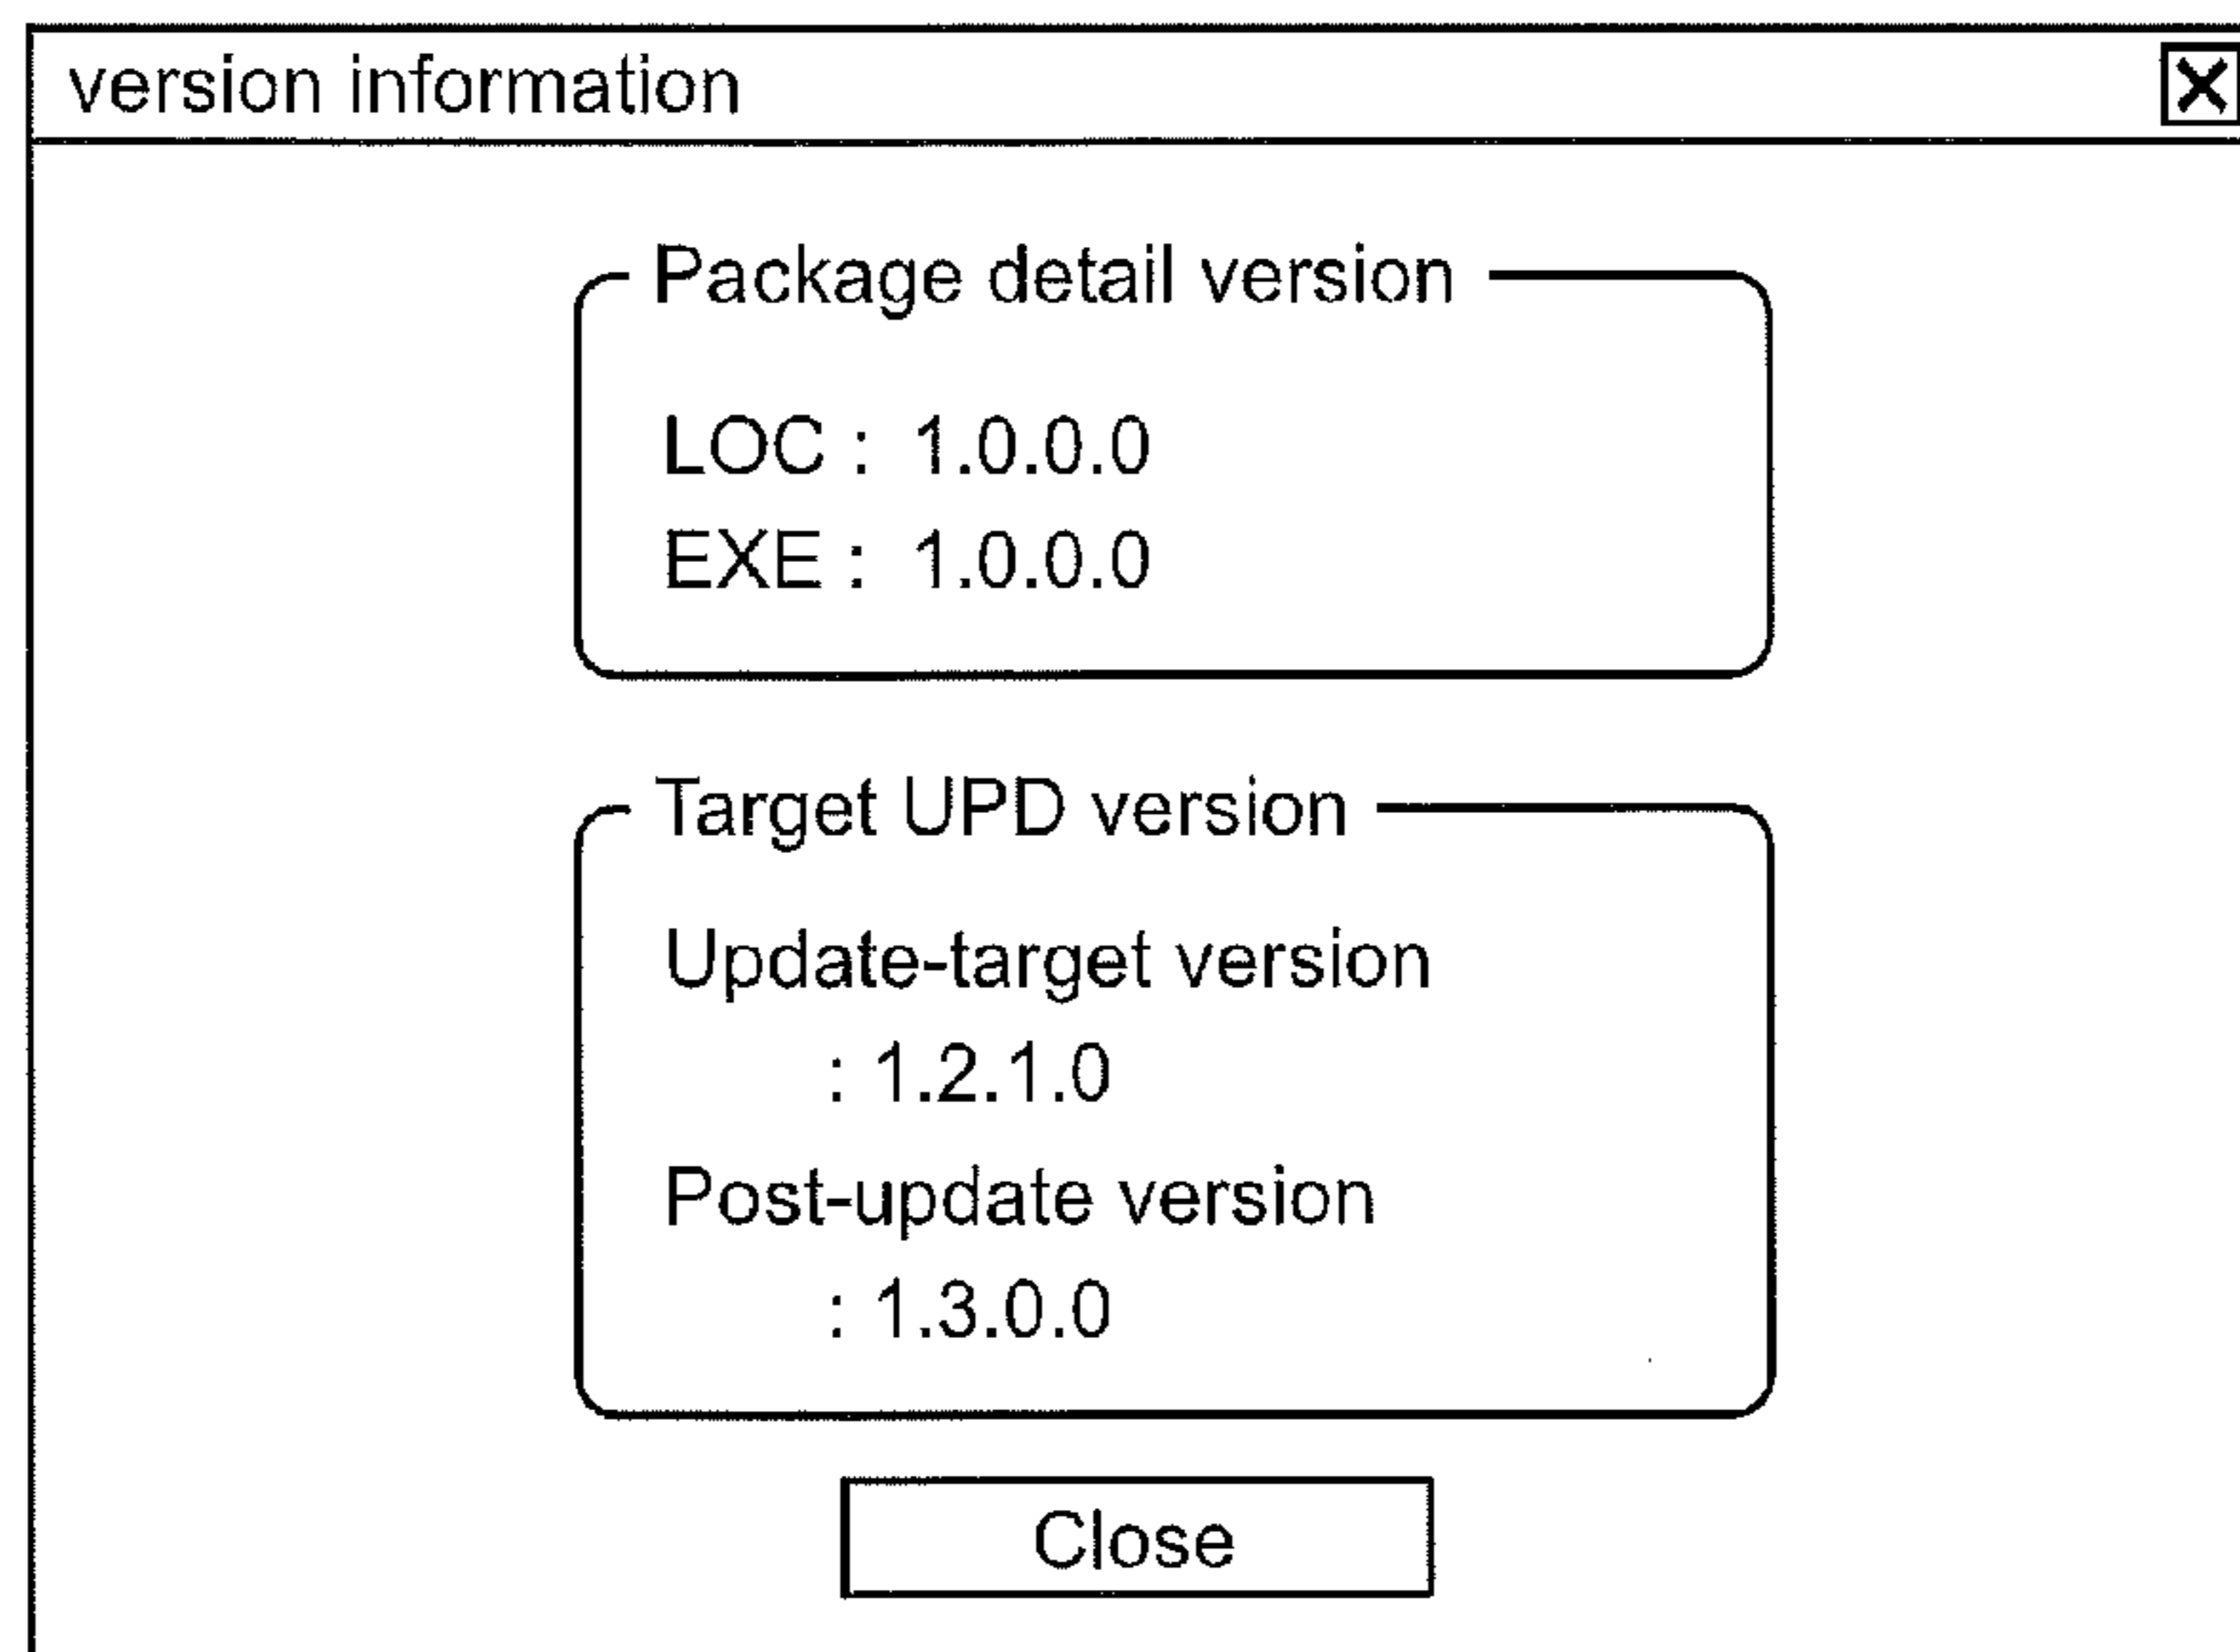 version information
Package detail version
LOC : 1.0.0.0
EXE : 1.0.0.0
Target UPD version
Update-target version
: 1.2.1.0
Post-update version
: 1.3.0.0
Close